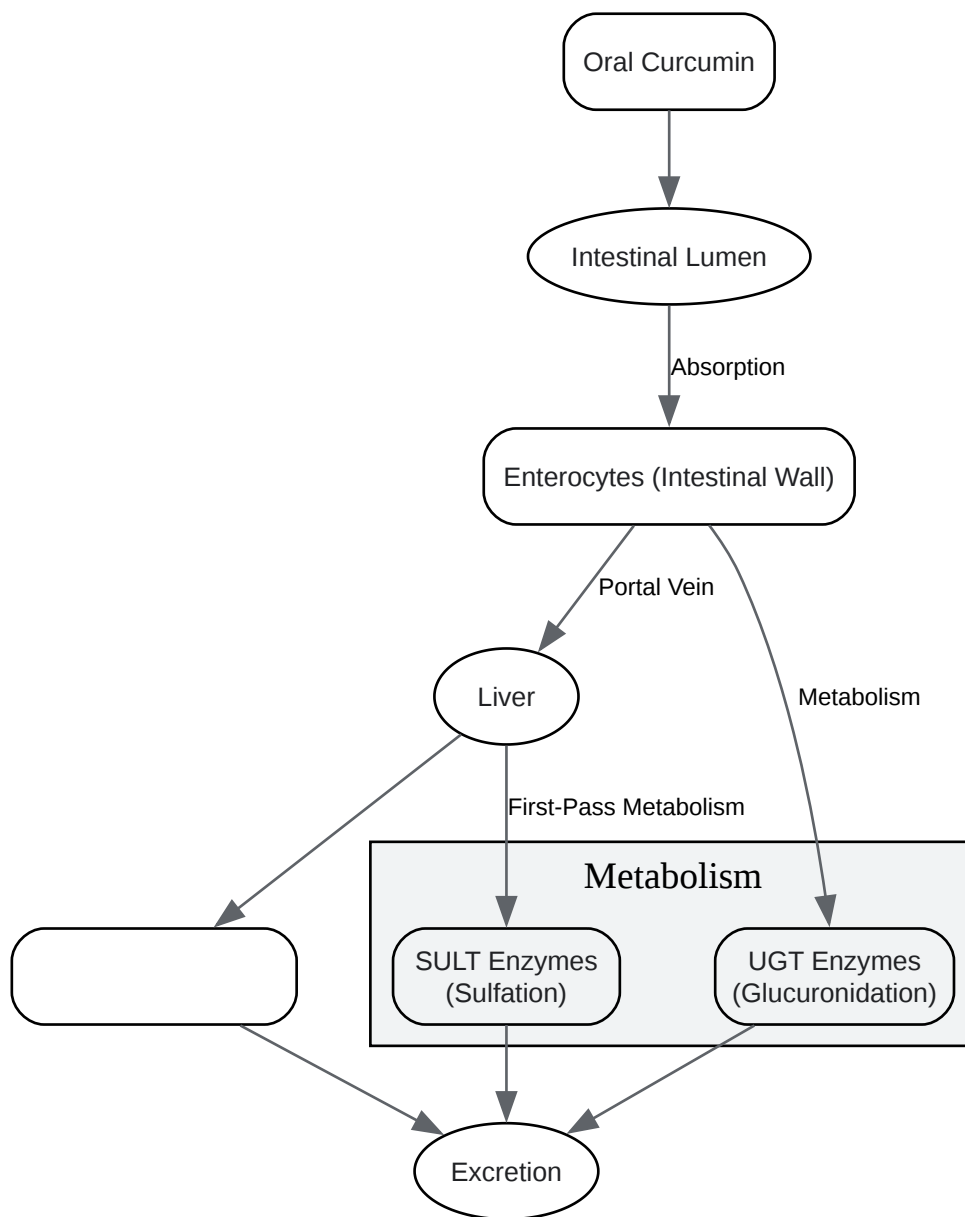 Oral Curcumin
Intestinal Lumen
Absorption
Enterocytes (Intestinal Wall)
Portal Vein
Liver
Metabolism
First-Pass Metabolism
Metabolism
SULT Enzymes
(Sulfation)
UGT Enzymes
(Glucuronidation)
Excretion